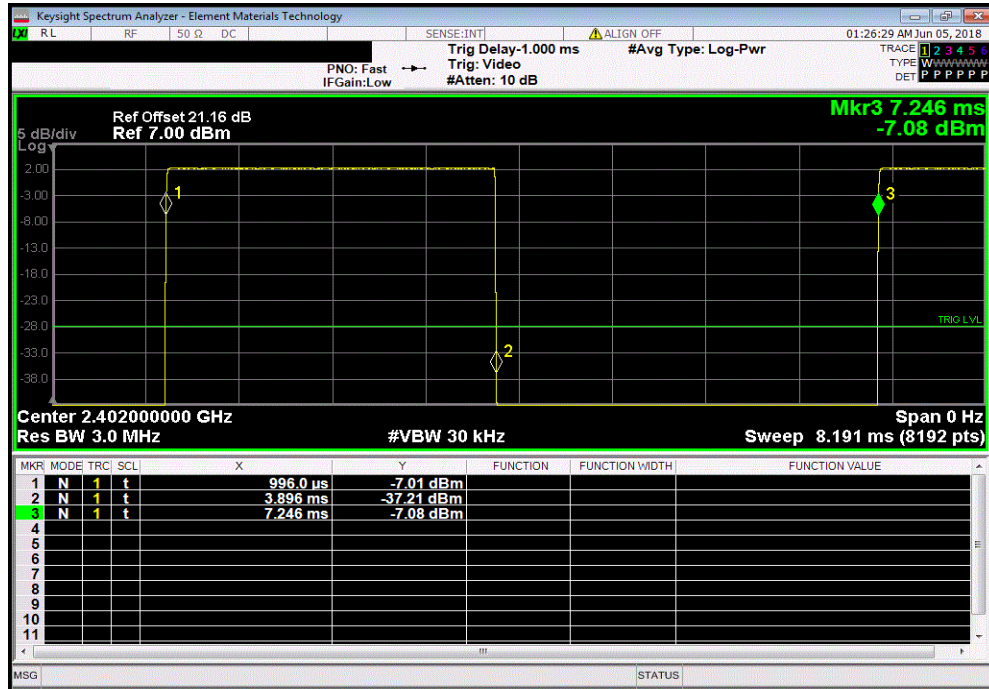 Keysight Spectrum Analyzer - Element Materials Technology
LXI RL RF 50 Ω DC SENSE:INT ALIGN OFF 01:26:29 AM Jun 05, 2018
Trig Delay-1.000 ms #Avg Type: Log-Pwr TRACE 1 2 3 4 5 6
PNO: Fast Trig: Video TYPE WWWWWW
IFGain:Low #Atten: 10 dB DET P P P P P P
Mkr3 7.246 ms
-7.08 dBm
Ref Offset 21.16 dB
5 dB/div Ref 7.00 dBm
Log
2.00
1
3
-3.00
-8.00
-13.0
-18.0
-23.0
TRIG LVL
-28.0
2
-33.0
-38.0
Center 2.402000000 GHz Span 0 Hz
Res BW 3.0 MHz #VBW 30 kHz Sweep 8.191 ms (8192 pts)
MKR MODE TRC SCL X Y FUNCTION FUNCTION WIDTH FUNCTION VALUE
1 N 1 t 996.0 µs -7.01 dBm
2 N 1 t 3.896 ms -37.21 dBm
3 N 1 t 7.246 ms -7.08 dBm
4
5
6
7
8
9
10
11
MSG STATUS